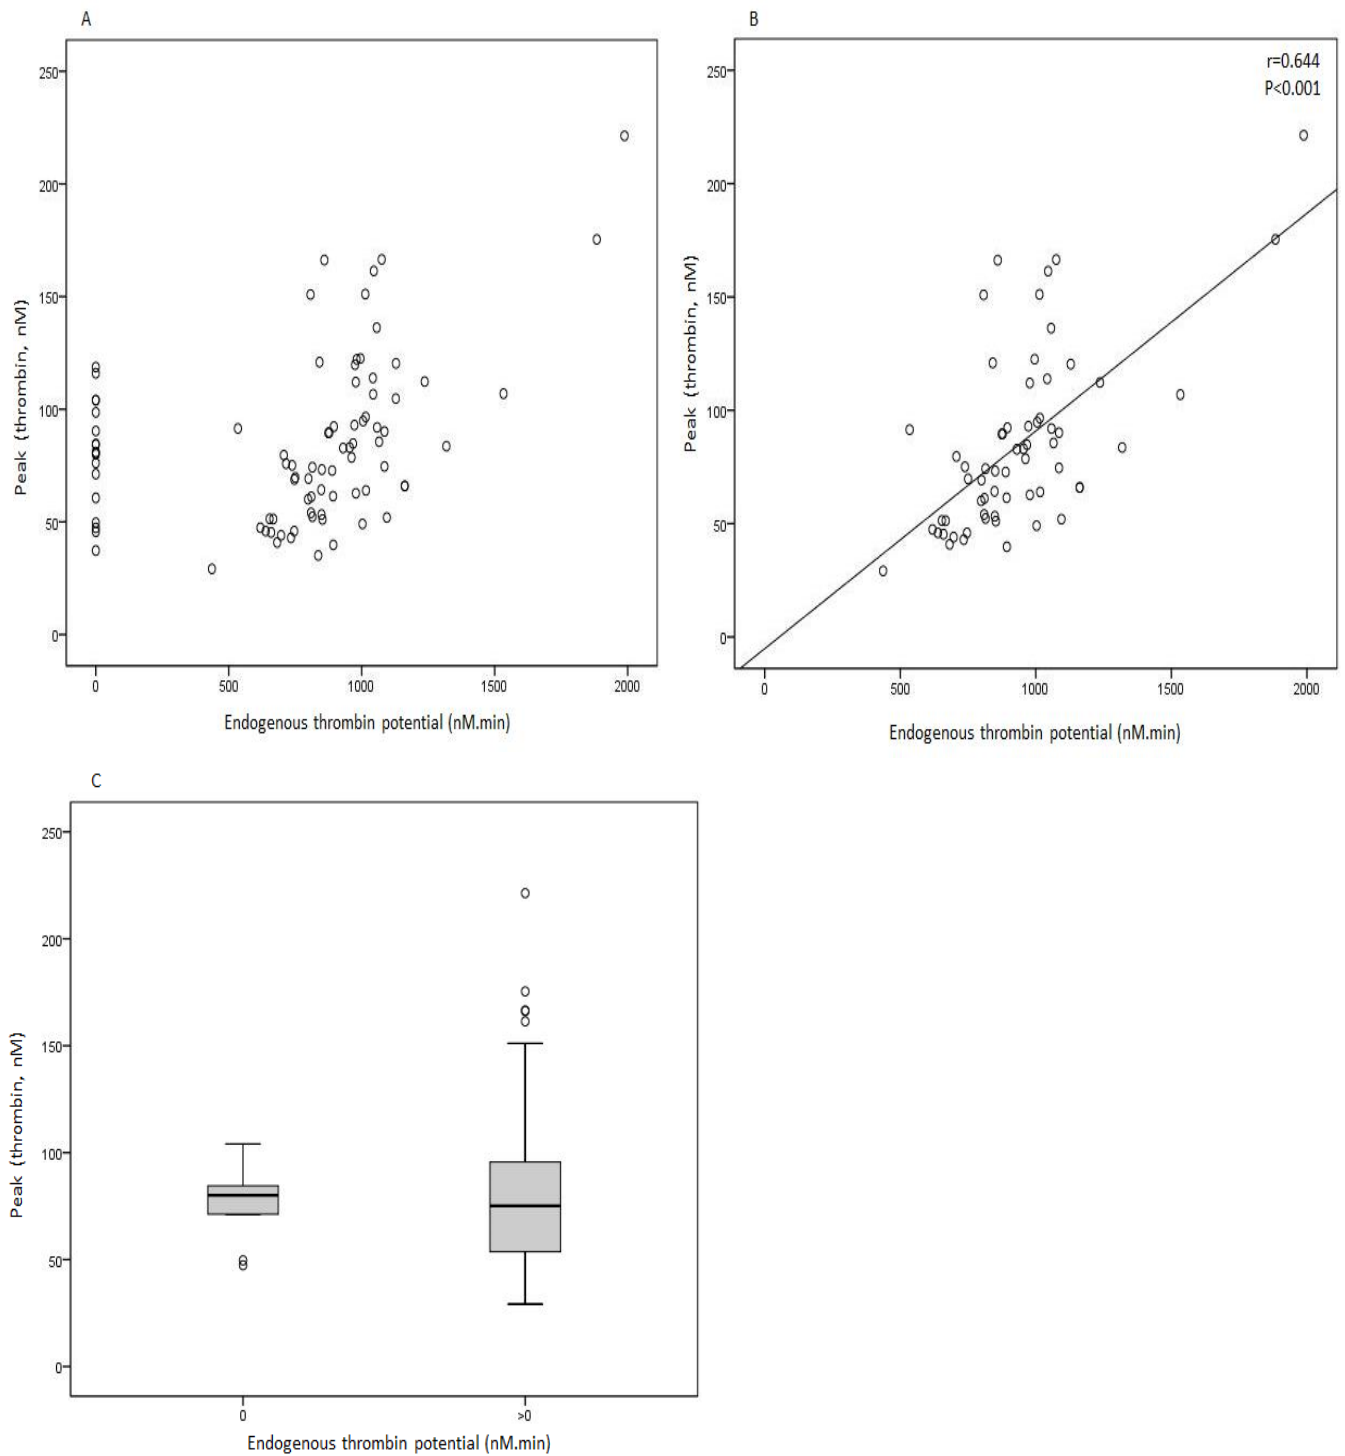 A
250
200
150
100
50
0
Peak (thrombin, nM)
0 500 1000 1500 2000
Endogenous thrombin potential (nM.min)
B
r=0.644
P<0.001
250
200
150
100
50
0
Peak (thrombin, nM)
0 500 1000 1500 2000
Endogenous thrombin potential (nM.min)
C
250
200
150
100
50
0
Peak (thrombin, nM)
0 >0
Endogenous thrombin potential (nM.min)